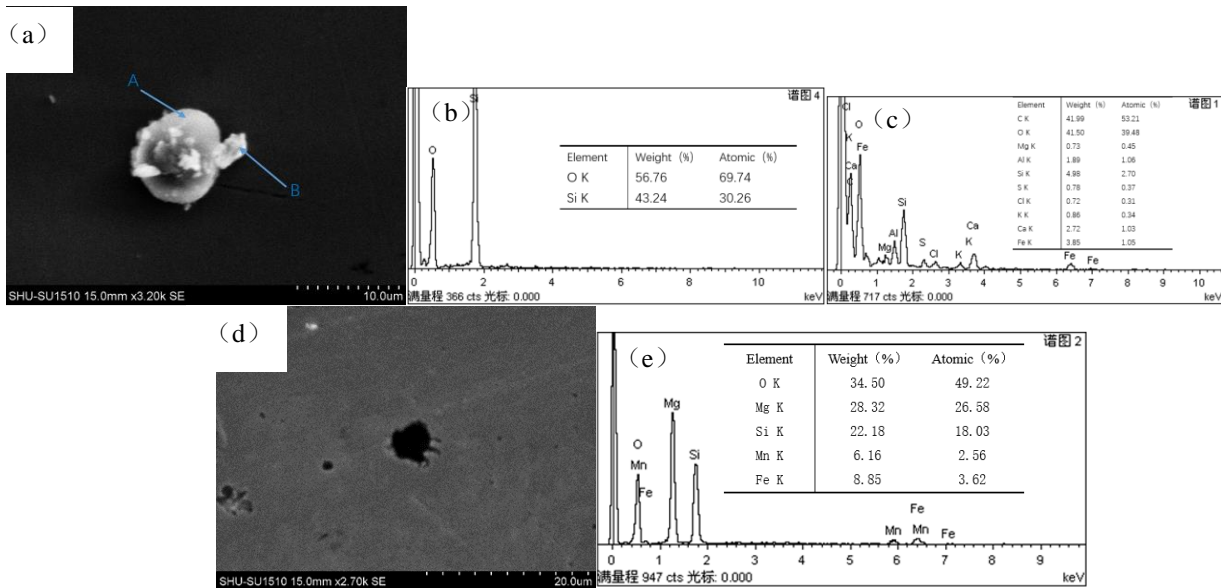 （a）
A
B
SHU-SU1510 15.0mm x3.20k SE
10.0um
（b）
谱图 4
Si
O
Element Weight (%) Atomic (%)
O K 56.76 69.74
Si K 43.24 30.26
2 4 6 8 10
满量程 366 cts 光标: 0.000
keV
（c）
谱图 1
Cl
K O
Fe
Ca
C
Si
Al
Mg
S
Cl
K
Ca
K
Fe
Fe
Element Weight (%) Atomic (%)
C K 41.99 53.21
O K 41.50 39.48
Mg K 0.73 0.45
Al K 1.89 1.06
Si K 4.98 2.70
S K 0.78 0.37
Cl K 0.72 0.31
K K 0.86 0.34
Ca K 2.72 1.03
Fe K 3.85 1.05
0 1 2 3 4 5 6 7 8 9 10
满量程 717 cts 光标: 0.000
keV
（d）
SHU-SU1510 15.0mm x2.70k SE
20.0um
（e）
谱图 2
Element Weight（%） Atomic（%）
O K 34.50 49.22
Mg K 28.32 26.58
Si K 22.18 18.03
Mn K 6.16 2.56
Fe K 8.85 3.62
Mg
O
Mn
Fe
Si
Fe
Mn
Mn
Fe
0 1 2 3 4 5 6 7 8 9
满量程 947 cts 光标: 0.000
keV